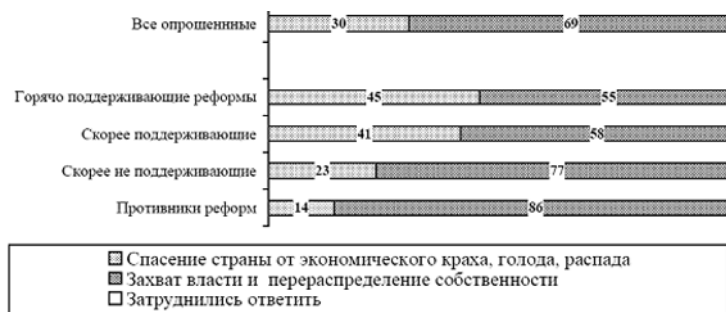 Все опрошеннные 30 69
Горячо поддерживающие реформы 45 55
Скорее поддерживающие 41 58
Скорее не поддерживающие 23 77
Противники реформ 14 86
Спасение страны от экономического краха, голода, распада
Захват власти и перераспределение собственности
Затруднились ответить